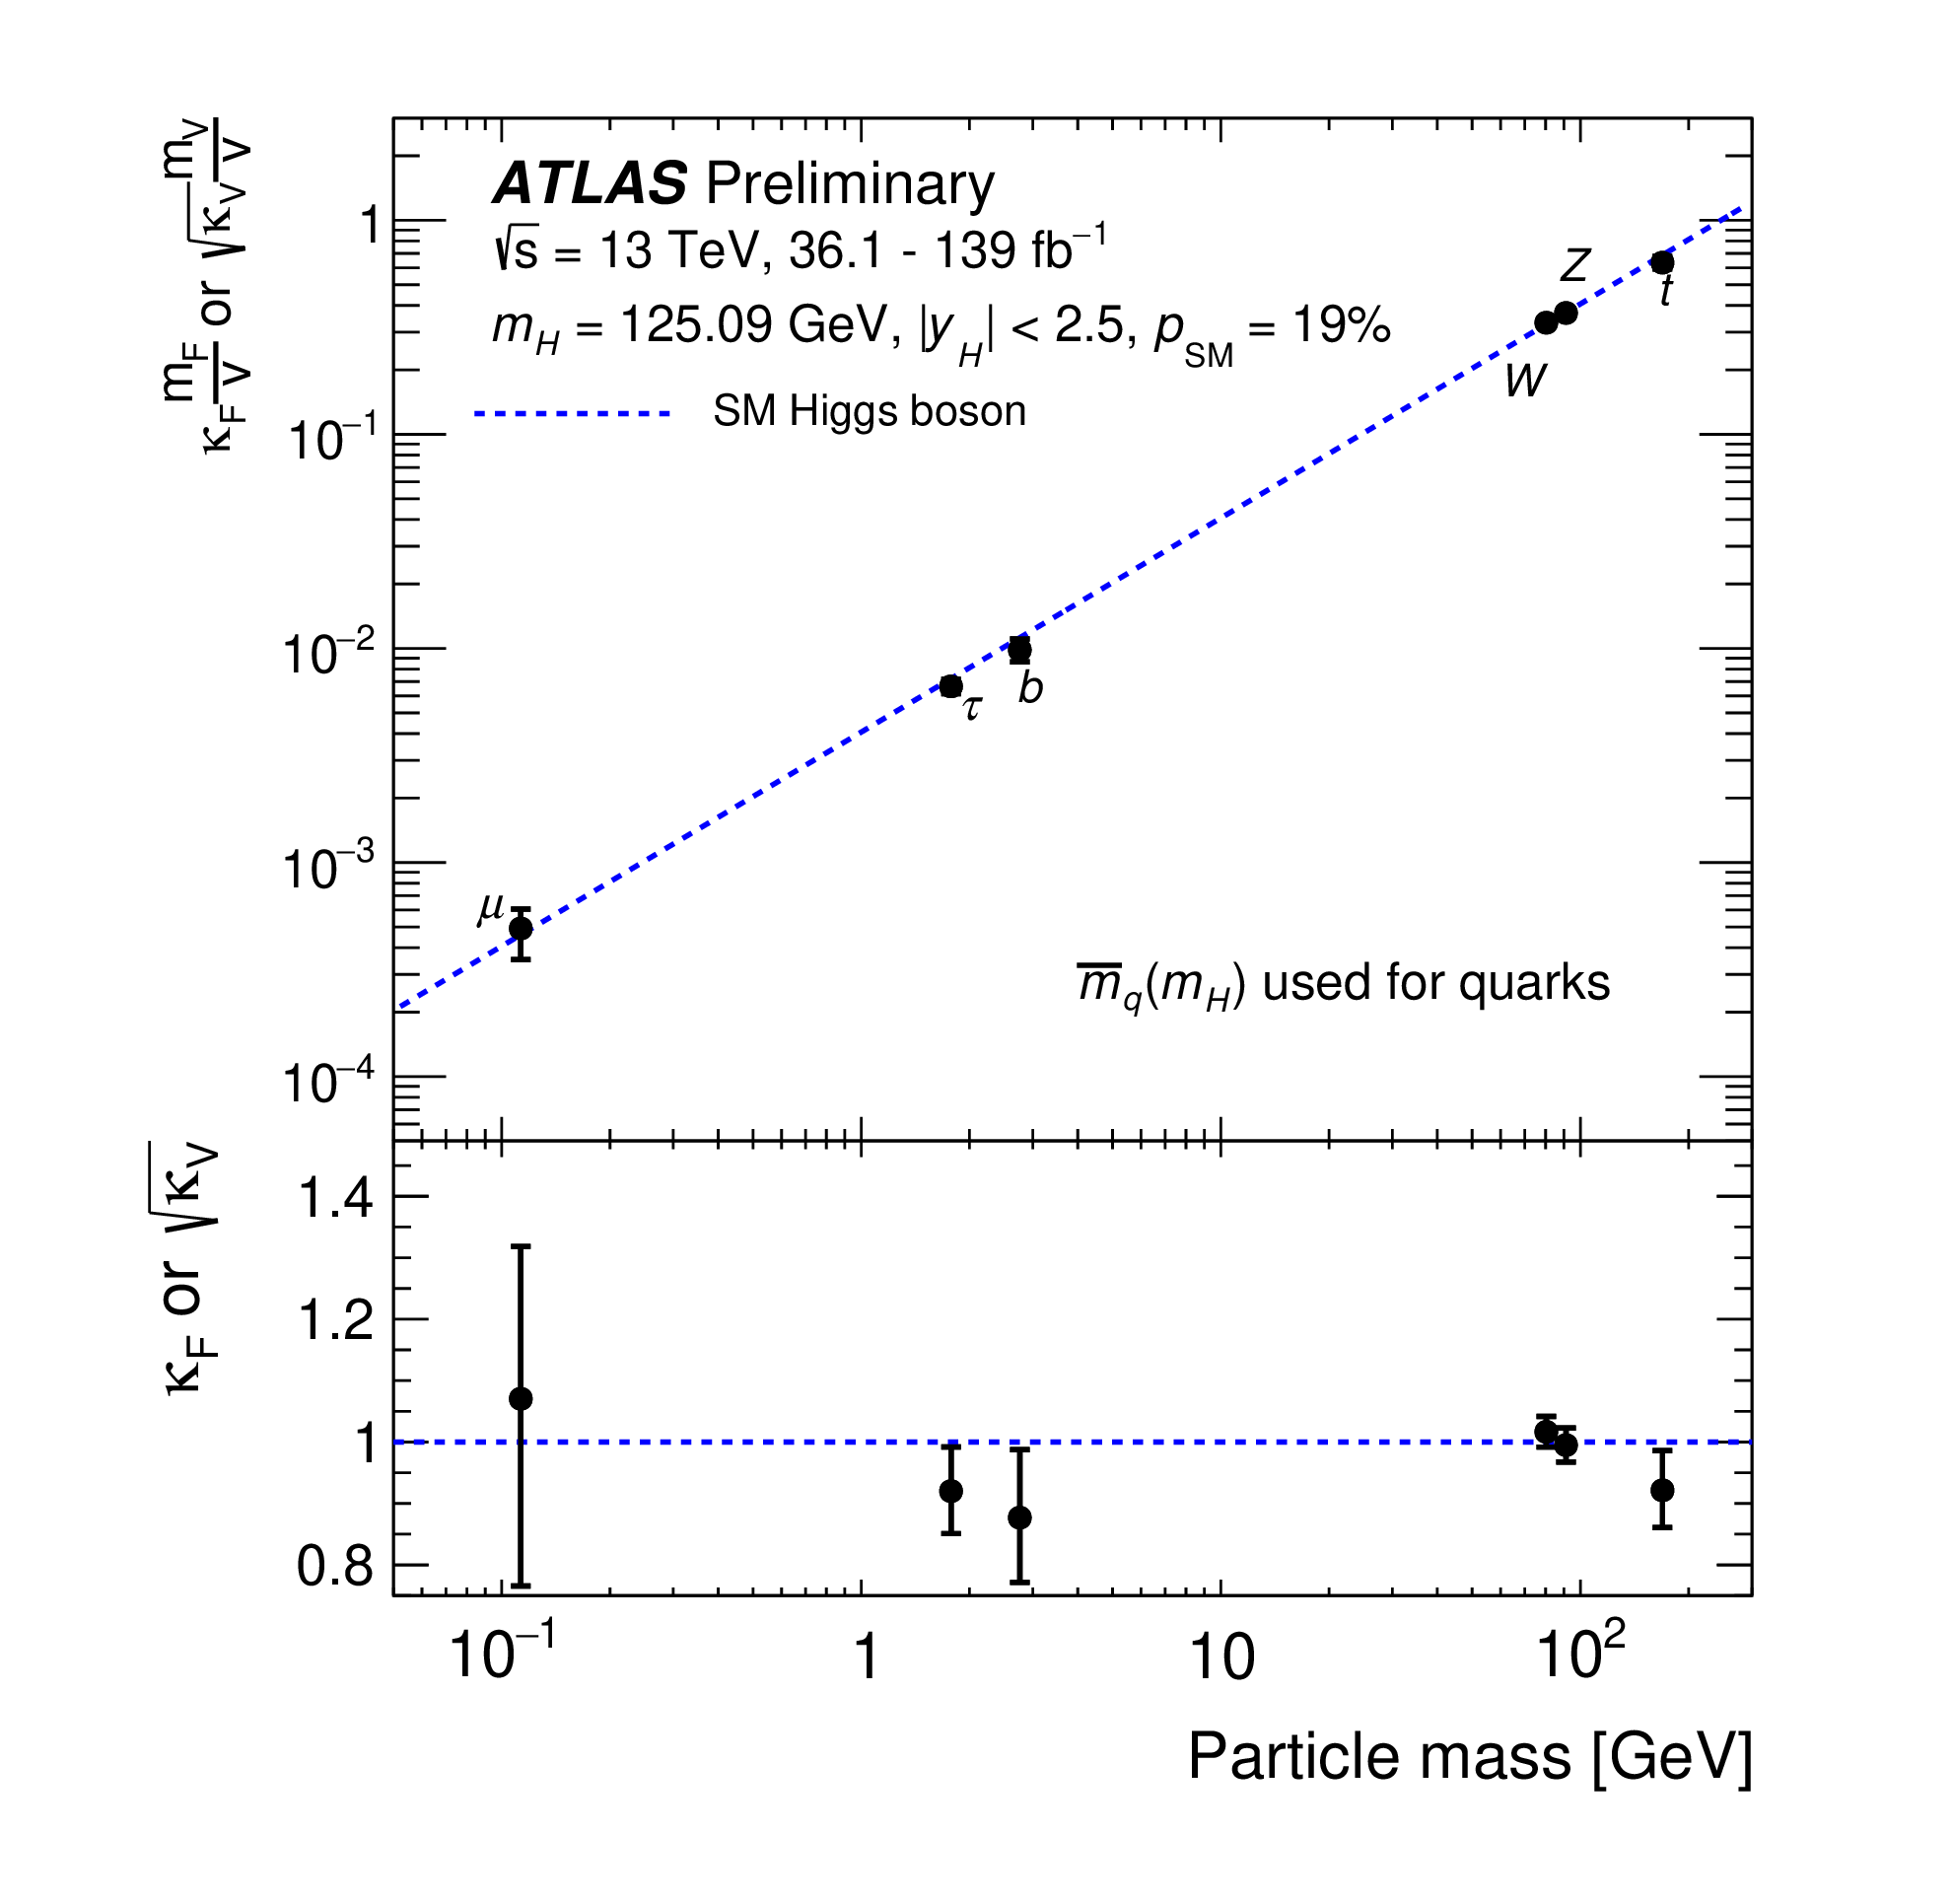 ATLAS Preliminary
√s = 13 TeV, 36.1 - 139 fb⁻¹
m_H = 125.09 GeV, |y_H| < 2.5, p_SM = 19%
SM Higgs boson
κ_F m_F/v or √κ_V m_V/v
1
10⁻¹
10⁻²
10⁻³
10⁻⁴
Z
t
W
b
τ
μ
m̅_q(m_H) used for quarks
κ_F or √κ_V
1.4
1.2
1
0.8
10⁻¹ 1 10 10²
Particle mass [GeV]